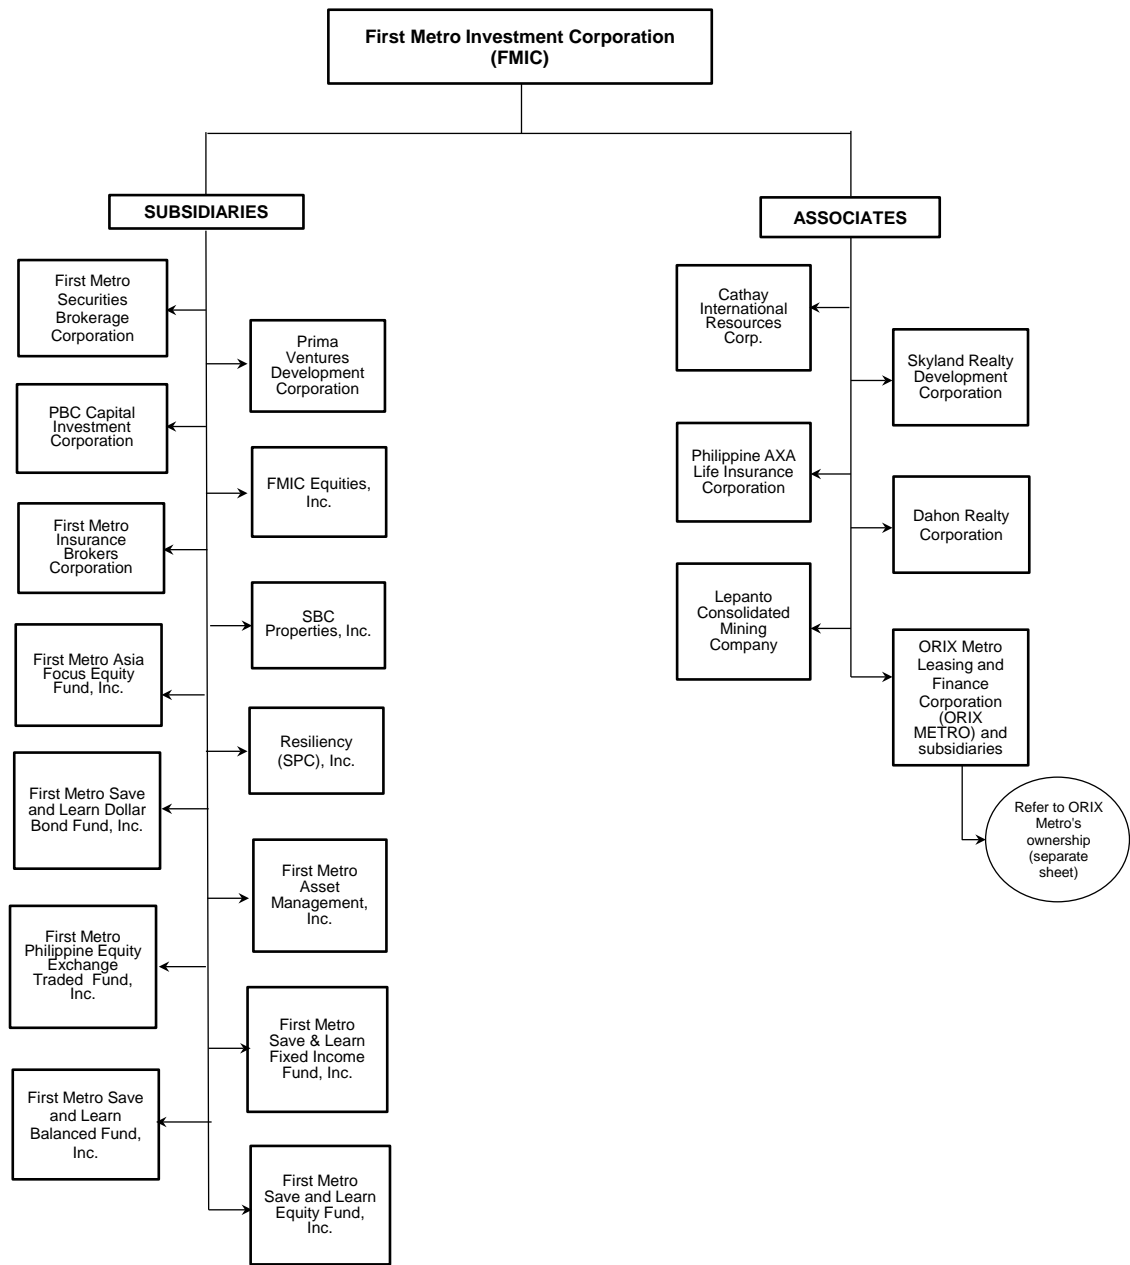 First Metro Investment Corporation
(FMIC)
SUBSIDIARIES
First Metro
Securities
Brokerage
Corporation
Prima
Ventures
Development
Corporation
PBC Capital
Investment
Corporation
FMIC Equities,
Inc.
First Metro
Insurance
Brokers
Corporation
SBC
Properties, Inc.
First Metro Asia
Focus Equity
Fund, Inc.
Resiliency
(SPC), Inc.
First Metro Save
and Learn Dollar
Bond Fund, Inc.
First Metro
Asset
Management,
Inc.
First Metro
Philippine Equity
Exchange
Traded Fund,
Inc.
First Metro
Save & Learn
Fixed Income
Fund, Inc.
First Metro Save
and Learn
Balanced Fund,
Inc.
First Metro
Save and Learn
Equity Fund,
Inc.
ASSOCIATES
Cathay
International
Resources
Corp.
Skyland Realty
Development
Corporation
Philippine AXA
Life Insurance
Corporation
Dahon Realty
Corporation
Lepanto
Consolidated
Mining
Company
ORIX Metro
Leasing and
Finance
Corporation
(ORIX
METRO) and
subsidiaries
Refer to ORIX
Metro's
ownership
(separate
sheet)